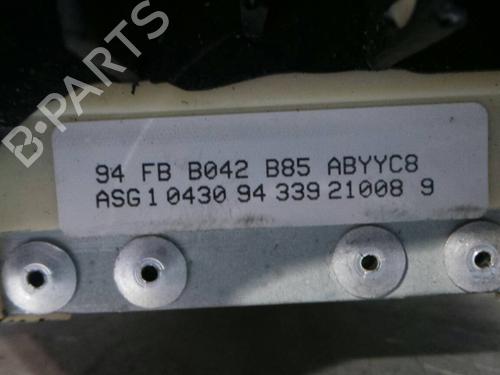 B-PARTS
94 FB B042 B85 ABYYC8
ASG1 0430 94 339 21008 9